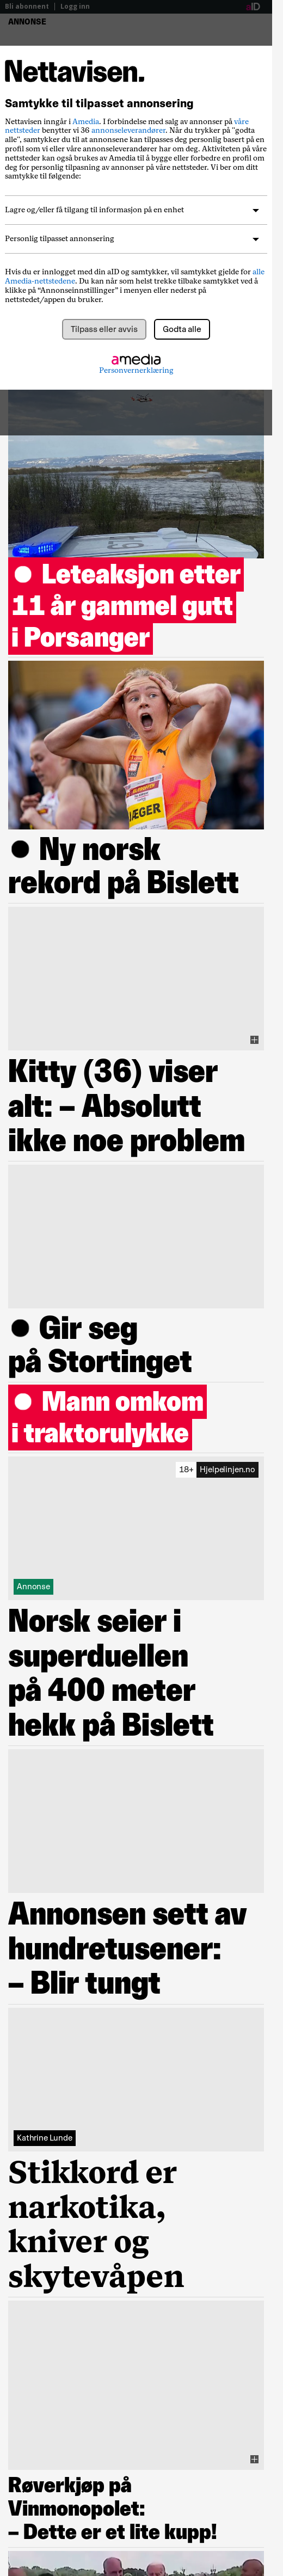 Bli abonnent | Logg inn
aID
ANNONSE
Nettavisen.
Samtykke til tilpasset annonsering
Nettavisen inngår i Amedia. I forbindelse med salg av annonser på våre
nettsteder benytter vi 36 annonseleverandører. Når du trykker på "godta
alle", samtykker du til at annonsene kan tilpasses deg personlig basert på en
profil som vi eller våre annonseleverandører har om deg. Aktiviteten på våre
nettsteder kan også brukes av Amedia til å bygge eller forbedre en profil om
deg for personlig tilpasning av annonser på våre nettsteder. Vi ber om ditt
samtykke til følgende:
Lagre og/eller få tilgang til informasjon på en enhet
Personlig tilpasset annonsering
Hvis du er innlogget med din aID og samtykker, vil samtykket gjelde for alle
Amedia-nettstedene. Du kan når som helst trekke tilbake samtykket ved å
klikke på “Annonseinnstillinger” i menyen eller nederst på
nettstedet/appen du bruker.
Tilpass eller avvis
Godta alle
amedia
Personvernerklæring
Leteaksjon etter
11 år gammel gutt
i Porsanger
JÆGER
Ny norsk
rekord på Bislett
Kitty (36) viser
alt: – Absolutt
ikke noe problem
Gir seg
på Stortinget
Mann omkom
i traktorulykke
18+ Hjelpelinjen.no
Annonse
Norsk seier i
superduellen
på 400 meter
hekk på Bislett
Annonsen sett av
hundretusener:
– Blir tungt
Kathrine Lunde
Stikkord er
narkotika,
kniver og
skytevåpen
Røverkjøp på
Vinmonopolet:
– Dette er et lite kupp!